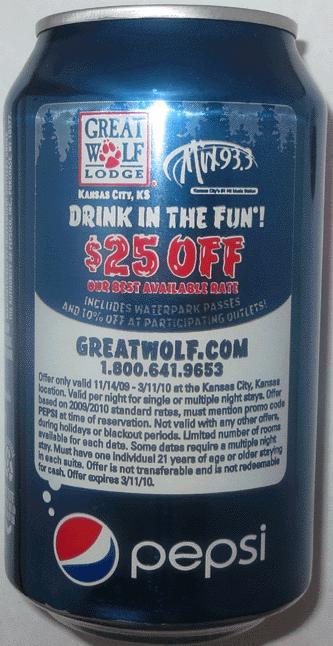 GREAT
WOLF
LODGE
KANSAS CITY, KS
Mix 93.3
Kansas City's #1 Hit Music Station
DRINK IN THE FUN*!
$25 OFF
OUR BEST AVAILABLE RATE
INCLUDES WATERPARK PASSES
AND 10% OFF AT PARTICIPATING OUTLETS!
GREATWOLF.COM
1.800.641.9653
Offer only valid 11/14/09 - 3/11/10 at the Kansas City, Kansas
location. Valid per night for single or multiple night stays. Offer
based on 2009/2010 standard rates, must mention promo code
PEPSI at time of reservation. Not valid with any other offers,
during holidays or blackout periods. Limited number of rooms
available for each date. Some dates require a multiple night
stay. Must have one individual 21 years of age or older staying
in each suite. Offer is not transferable and is not redeemable
for cash. Offer expires 3/11/10.
pepsi